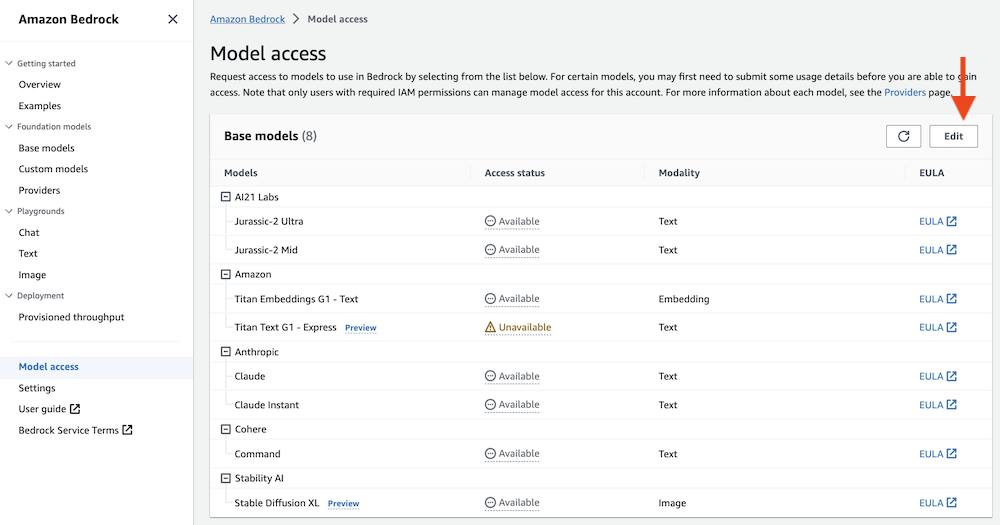 Amazon Bedrock
Getting started
Overview
Examples
Foundation models
Base models
Custom models
Providers
Playgrounds
Chat
Text
Image
Deployment
Provisioned throughput
Model access
Settings
User guide
Bedrock Service Terms
Amazon Bedrock > Model access
Model access
Request access to models to use in Bedrock by selecting from the list below. For certain models, you may first need to submit some usage details before you are able to gain
access. Note that only users with required IAM permissions can manage model access for this account. For more information about each model, see the Providers page.
Base models (8)
Edit
Models Access status Modality EULA
AI21 Labs
Jurassic-2 Ultra Available Text EULA
Jurassic-2 Mid Available Text EULA
Amazon
Titan Embeddings G1 - Text Available Embedding EULA
Titan Text G1 - Express Preview Unavailable Text EULA
Anthropic
Claude Available Text EULA
Claude Instant Available Text EULA
Cohere
Command Available Text EULA
Stability AI
Stable Diffusion XL Preview Available Image EULA